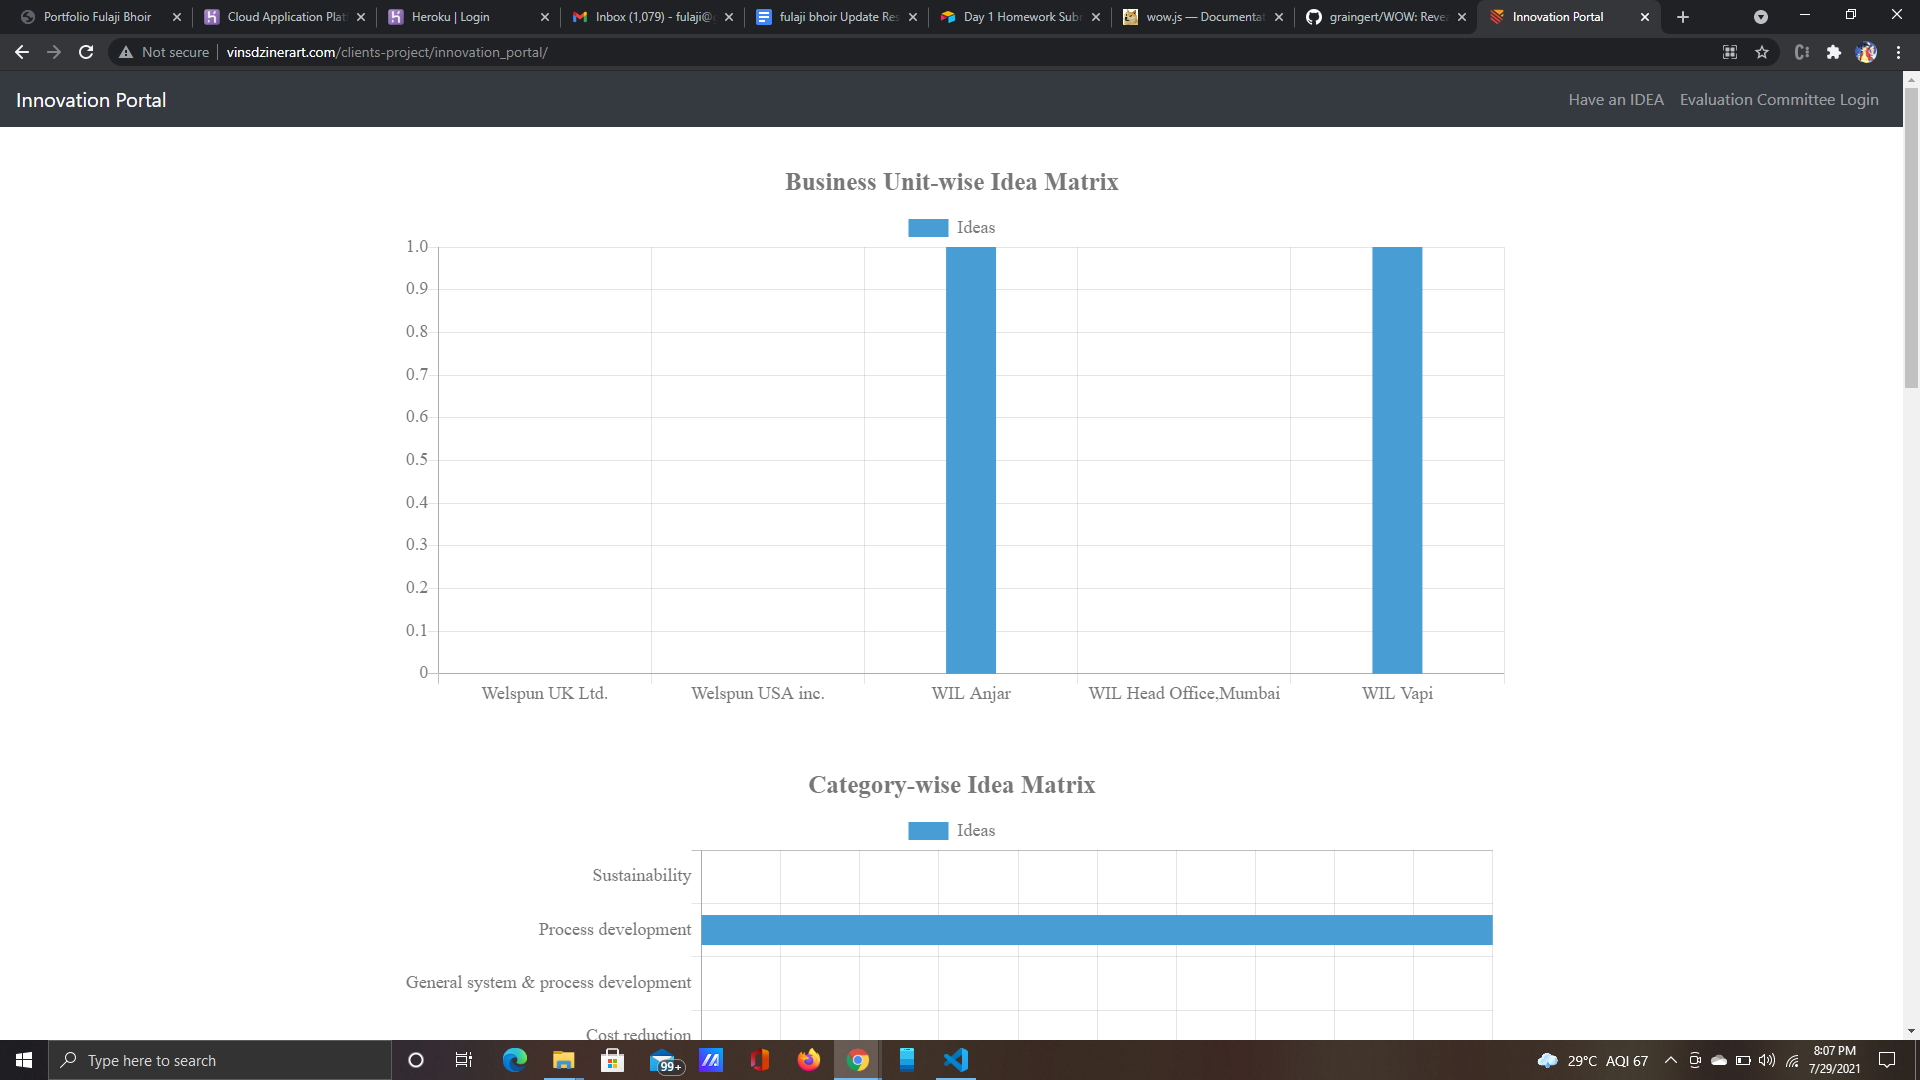 Portfolio Fulaji Bhoir
Cloud Application Plat
Heroku | Login
Inbox (1,079) - fulaji@
fulaji bhoir Update Res
Day 1 Homework Subm
wow.js — Documentat
graingert/WOW: Revea
Innovation Portal
Not secure
vinsdzinerart.com/clients-project/innovation_portal/
Innovation Portal
Have an IDEA
Evaluation Committee Login
Business Unit-wise Idea Matrix
Ideas
1.0
0.9
0.8
0.7
0.6
0.5
0.4
0.3
0.2
0.1
0
Welspun UK Ltd.
Welspun USA inc.
WIL Anjar
WIL Head Office,Mumbai
WIL Vapi
Category-wise Idea Matrix
Ideas
Sustainability
Process development
General system & process development
Cost reduction
Type here to search
99+
29°C AQI 67
8:07 PM
7/29/2021